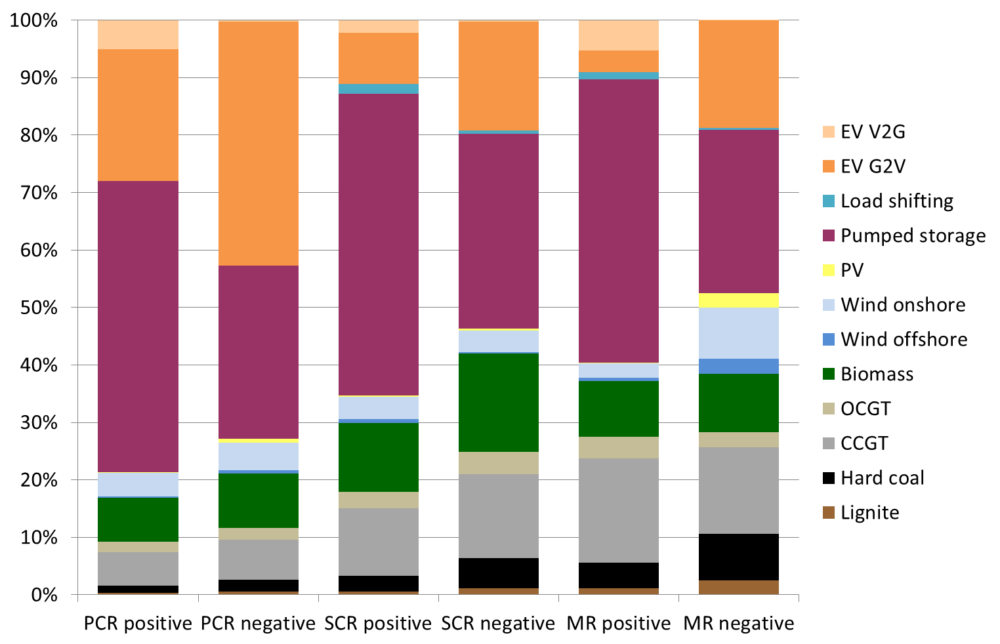 100%
90%
80%
70%
60%
50%
40%
30%
20%
10%
0%
PCR positive
PCR negative
SCR positive
SCR negative
MR positive
MR negative
EV V2G
EV G2V
Load shifting
Pumped storage
PV
Wind onshore
Wind offshore
Biomass
OCGT
CCGT
Hard coal
Lignite